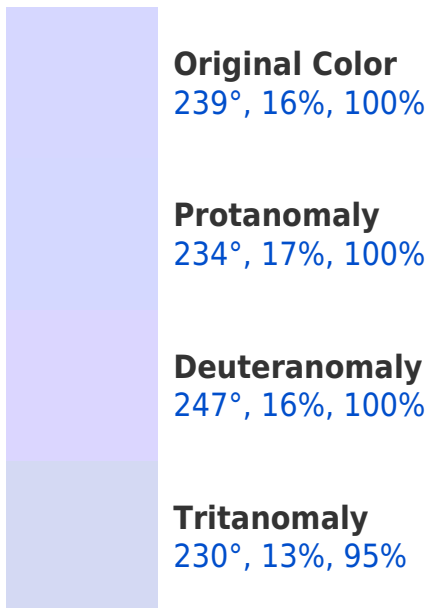 Original Color
239°, 16%, 100%
Protanomaly
234°, 17%, 100%
Deuteranomaly
247°, 16%, 100%
Tritanomaly
230°, 13%, 95%